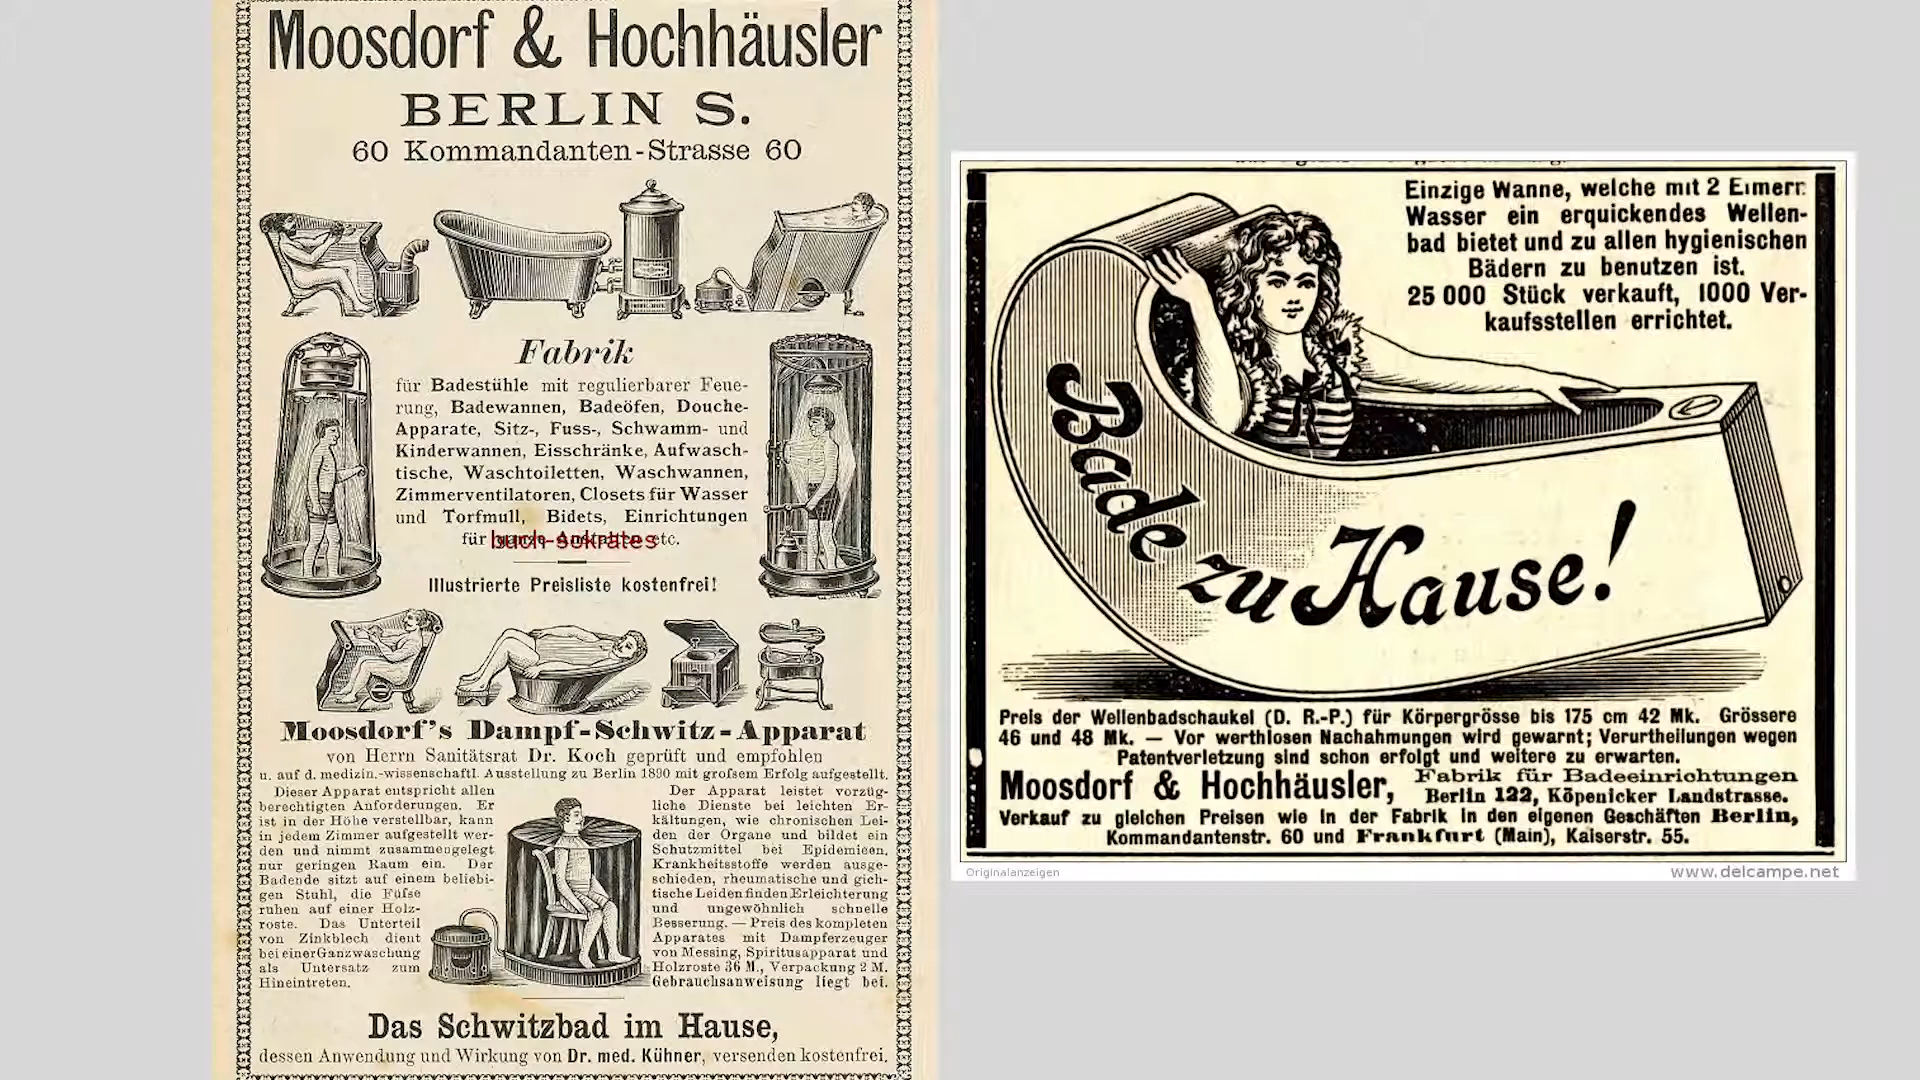 Moosdorf & Hochhäusler
BERLIN S.
60 Kommandanten-Strasse 60
Fabrik
für Badestühle mit regulierbarer Feue-
rung, Badewannen, Badeöfen, Douche-
Apparate, Sitz-, Fuss-, Schwamm- und
Kinderwannen, Eisschränke, Aufwasch-
tische, Waschtoiletten, Waschwannen,
Zimmerventilatoren, Closets für Wasser
und Torfmull, Bidets, Einrichtungen
für etc.
buch-sokrates
Illustrierte Preisliste kostenfrei!
Moosdorf's Dampf-Schwitz-Apparat
von Herrn Sanitätsrat Dr. Koch geprüft und empfohlen
u. auf d. medizin.-wissenschaftl. Ausstellung zu Berlin 1890 mit grofsem Erfolg aufgestellt.
Dieser Apparat entspricht allen
berechtigten Anforderungen. Er
ist in der Höhe verstellbar, kann
in jedem Zimmer aufgestellt wer-
den und nimmt zusammengelegt
nur geringen Raum ein. Der
Badende sitzt auf einem beliebi-
gen Stuhl, die Füfse
ruhen auf einer Holz-
roste. Das Unterteil
von Zinkblech dient
bei einer Ganzwaschung
als Untersatz zum
Hineintreten.
Der Apparat leistet vorzüg-
liche Dienste bei leichten Er-
kältungen, wie chronischen Lei-
den der Organe und bildet ein
Schutzmittel bei Epidemieen.
Krankheitsstoffe werden ausge-
schieden, rheumatische und gich-
tische Leiden finden Erleichterung
und ungewöhnlich schnelle
Besserung. — Preis des kompleten
Apparates mit Dampferzeuger
von Messing, Spiritusapparat und
Holzroste 36 M., Verpackung 2 M.
Gebrauchsanweisung liegt bei.
Das Schwitzbad im Hause,
dessen Anwendung und Wirkung von Dr. med. Kühner, versenden kostenfrei.
Einzige Wanne, welche mit 2 Eimern
Wasser ein erquickendes Wellen-
bad bietet und zu allen hygienischen
Bädern zu benutzen ist.
25 000 Stück verkauft, 1000 Ver-
kaufsstellen errichtet.
Bade zu Hause!
Preis der Wellenbadschaukel (D. R.-P.) für Körpergrösse bis 175 cm 42 Mk. Grössere
46 und 48 Mk. — Vor werthlosen Nachahmungen wird gewarnt; Verurtheilungen wegen
Patentverletzung sind schon erfolgt und weitere zu erwarten.
Moosdorf & Hochhäusler, Fabrik für Badeeinrichtungen
Berlin 122, Köpenicker Landstrasse.
Verkauf zu gleichen Preisen wie in der Fabrik in den eigenen Geschäften Berlin,
Kommandantenstr. 60 und Frankfurt (Main), Kaiserstr. 55.
Originalanzeigen
www.delcampe.net